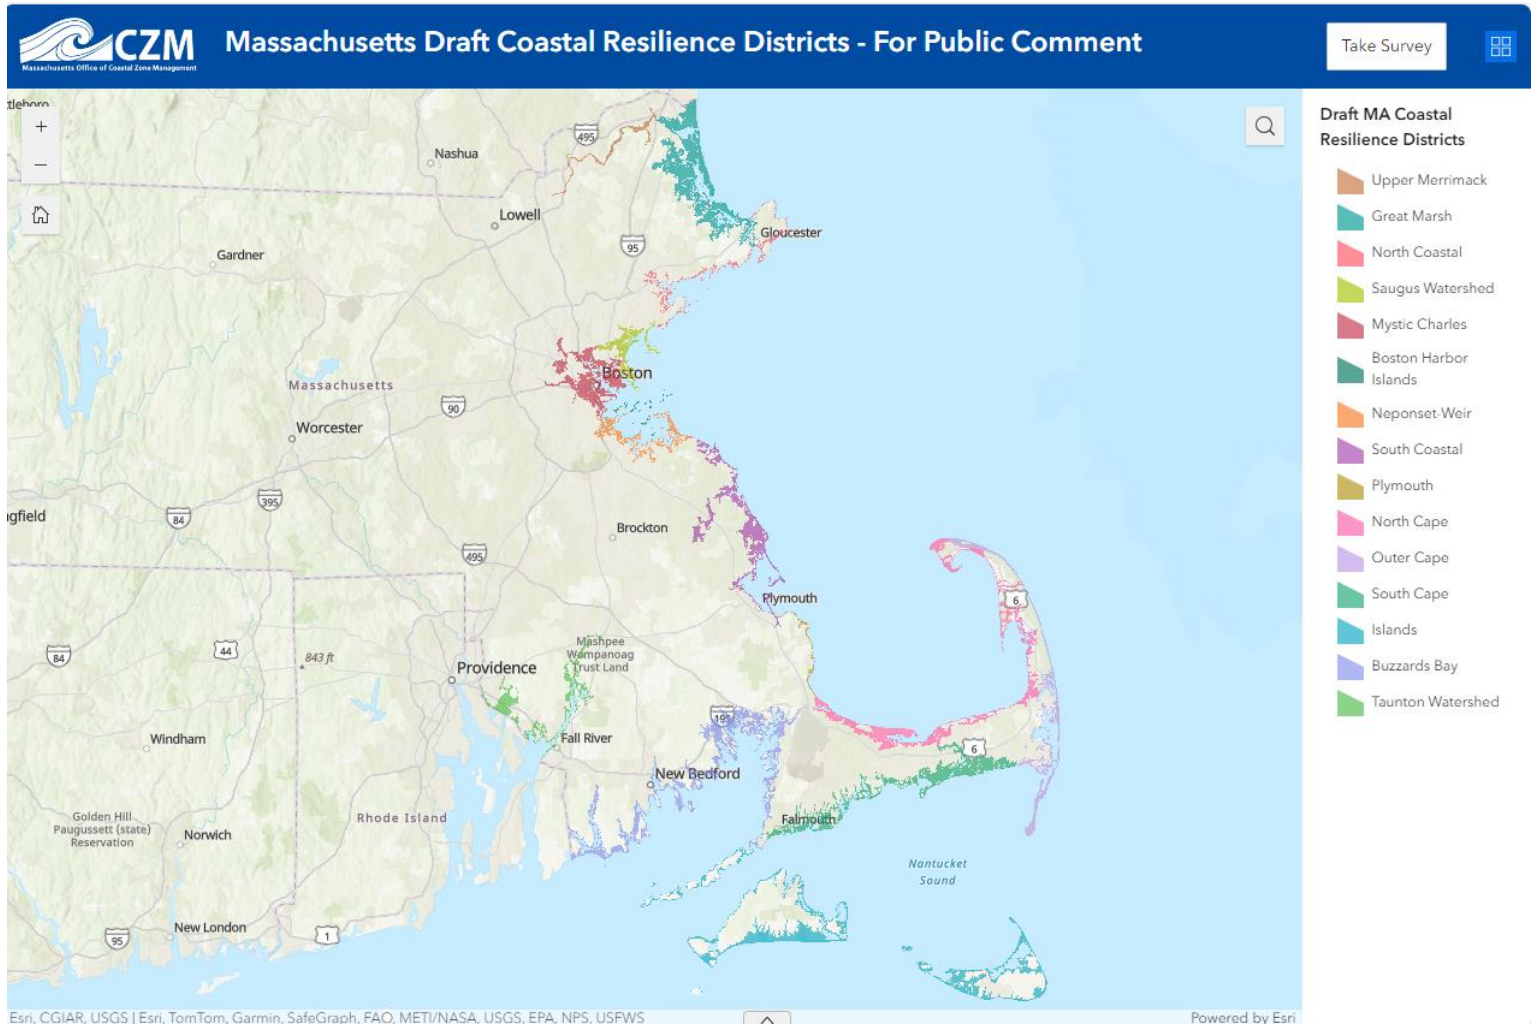 CZM
Massachusetts Office of Coastal Zone Management
Massachusetts Draft Coastal Resilience Districts - For Public Comment
Take Survey
+
−
495
Nashua
Lowell
95
Gloucester
Gardner
Boston
Massachusetts
90
Worcester
395
84
Brockton
495
Plymouth
6
84
44
843 ft
Mashpee
Wampanoag
Trust Land
Providence
195
Fall River
6
Windham
New Bedford
Golden Hill
Paugussett (state)
Reservation
Norwich
Rhode Island
Falmouth
Nantucket
Sound
New London
95
1
Esri, CGIAR, USGS | Esri, TomTom, Garmin, SafeGraph, FAO, METI/NASA, USGS, EPA, NPS, USFWS
Powered by Esri
Draft MA Coastal
Resilience Districts
Upper Merrimack
Great Marsh
North Coastal
Saugus Watershed
Mystic Charles
Boston Harbor
Islands
Neponset-Weir
South Coastal
Plymouth
North Cape
Outer Cape
South Cape
Islands
Buzzards Bay
Taunton Watershed